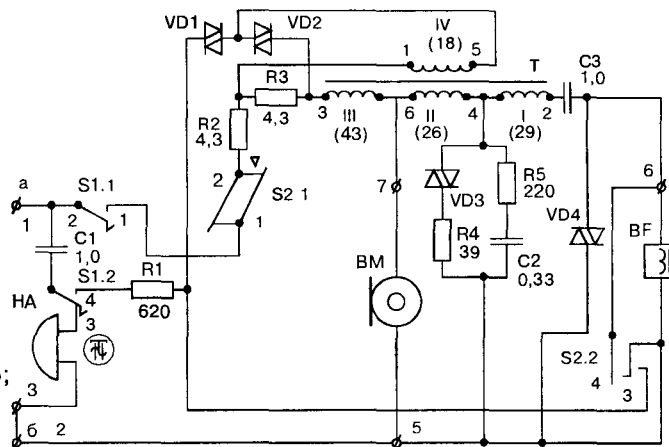 VD1
VD2
IV
(18)
1
5
T
C3
1,0
R3
4,3
3
III
(43)
6
II
(26)
4
I
(29)
2
R2
4,3
2
S2 1
1
7
VD3
R5
220
R4
39
C2
0,33
VD4
6
BF
а
1
2
S1.1
1
C1
1,0
S1.2
4
3
R1
620
HA
BM
S2.2
4
3
;
3
б
2
5